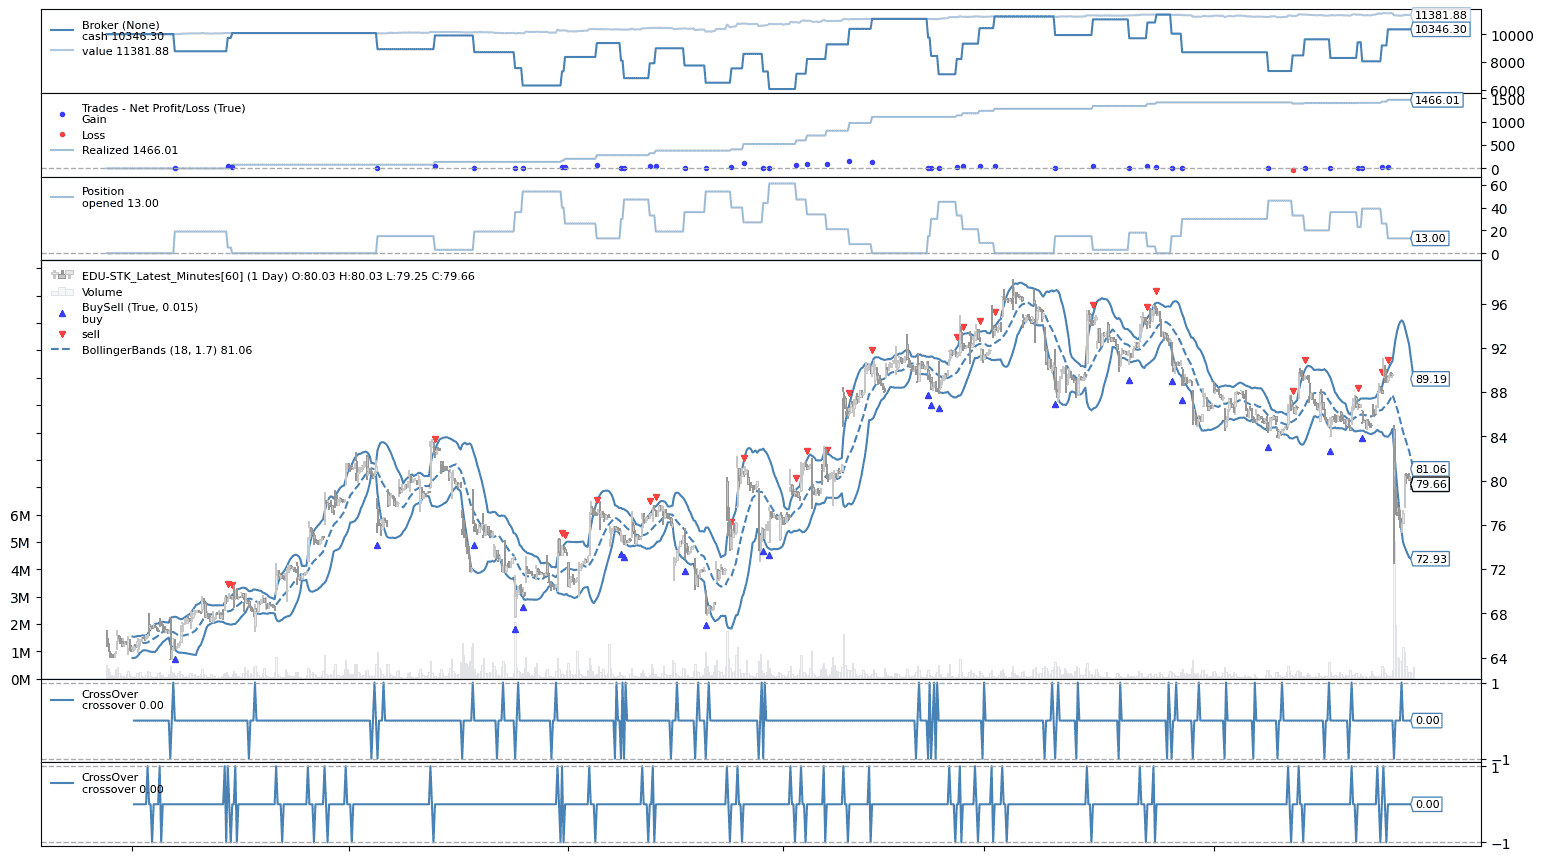 Broker (None)
cash 10346.30
value 11381.88
11381.88
10346.30
10000
8000
6000
Trades - Net Profit/Loss (True)
Gain
Loss
Realized 1466.01
1466.01
1500
1000
500
0
Position
opened 13.00
13.00
60
40
20
0
EDU-STK_Latest_Minutes[60] (1 Day) O:80.03 H:80.03 L:79.25 C:79.66
Volume
BuySell (True, 0.015)
buy
sell
BollingerBands (18, 1.7) 81.06
6M
5M
4M
3M
2M
1M
0M
89.19
81.06
79.66
72.93
96
92
88
84
80
76
72
68
64
CrossOver
crossover 0.00
0.00
1
−1
CrossOver
crossover 0.00
0.00
1
−1